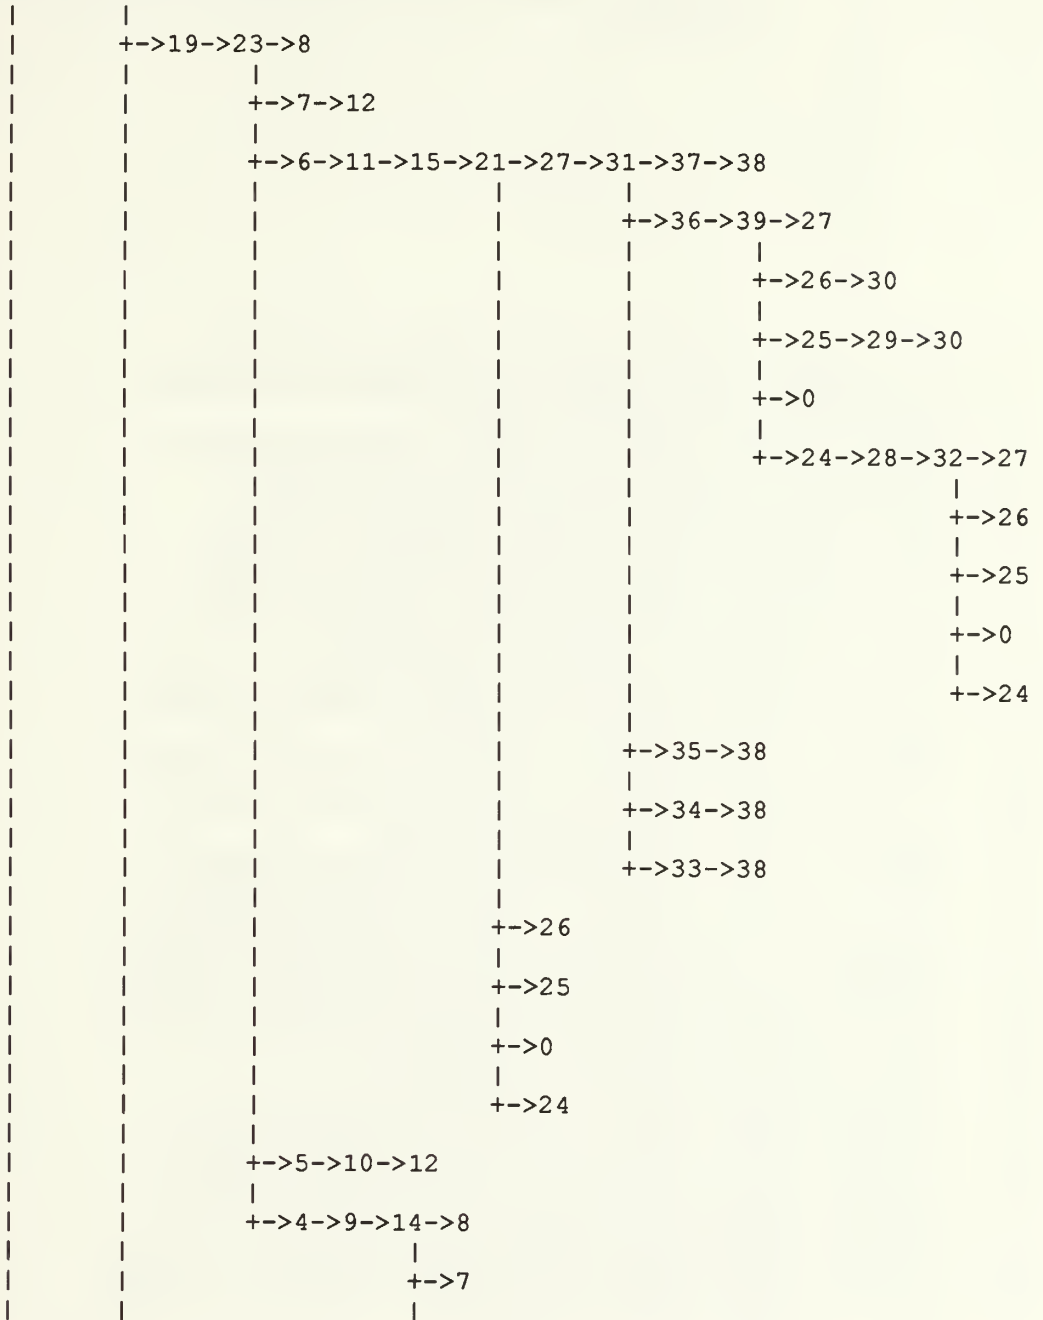 |             |
|             +->19->23->8
|             |               |
|             |               +->7->12
|             |               |
|             |               +->6->11->15->21->27->31->37->38
|             |               |                             |               |
|             |               |                             |               +->36->39->27
|             |               |                             |               |               |
|             |               |                             |               |               +->26->30
|             |               |                             |               |               |
|             |               |                             |               |               +->25->29->30
|             |               |                             |               |               |
|             |               |                             |               |               +->0
|             |               |                             |               |               |
|             |               |                             |               |               +->24->28->32->27
|             |               |                             |               |                                       |
|             |               |                             |               |                                       +->26
|             |               |                             |               |                                       |
|             |               |                             |               |                                       +->25
|             |               |                             |               |                                       |
|             |               |                             |               |                                       +->0
|             |               |                             |               |                                       |
|             |               |                             |               |                                       +->24
|             |               |                             |               |
|             |               |                             |               +->35->38
|             |               |                             |               |
|             |               |                             |               +->34->38
|             |               |                             |               |
|             |               |                             |               +->33->38
|             |               |                             |
|             |               |                             +->26
|             |               |                             |
|             |               |                             +->25
|             |               |                             |
|             |               |                             +->0
|             |               |                             |
|             |               |                             +->24
|             |               |
|             |               +->5->10->12
|             |               |
|             |               +->4->9->14->8
|             |                                   |
|             |                                   +->7
|             |                                   |